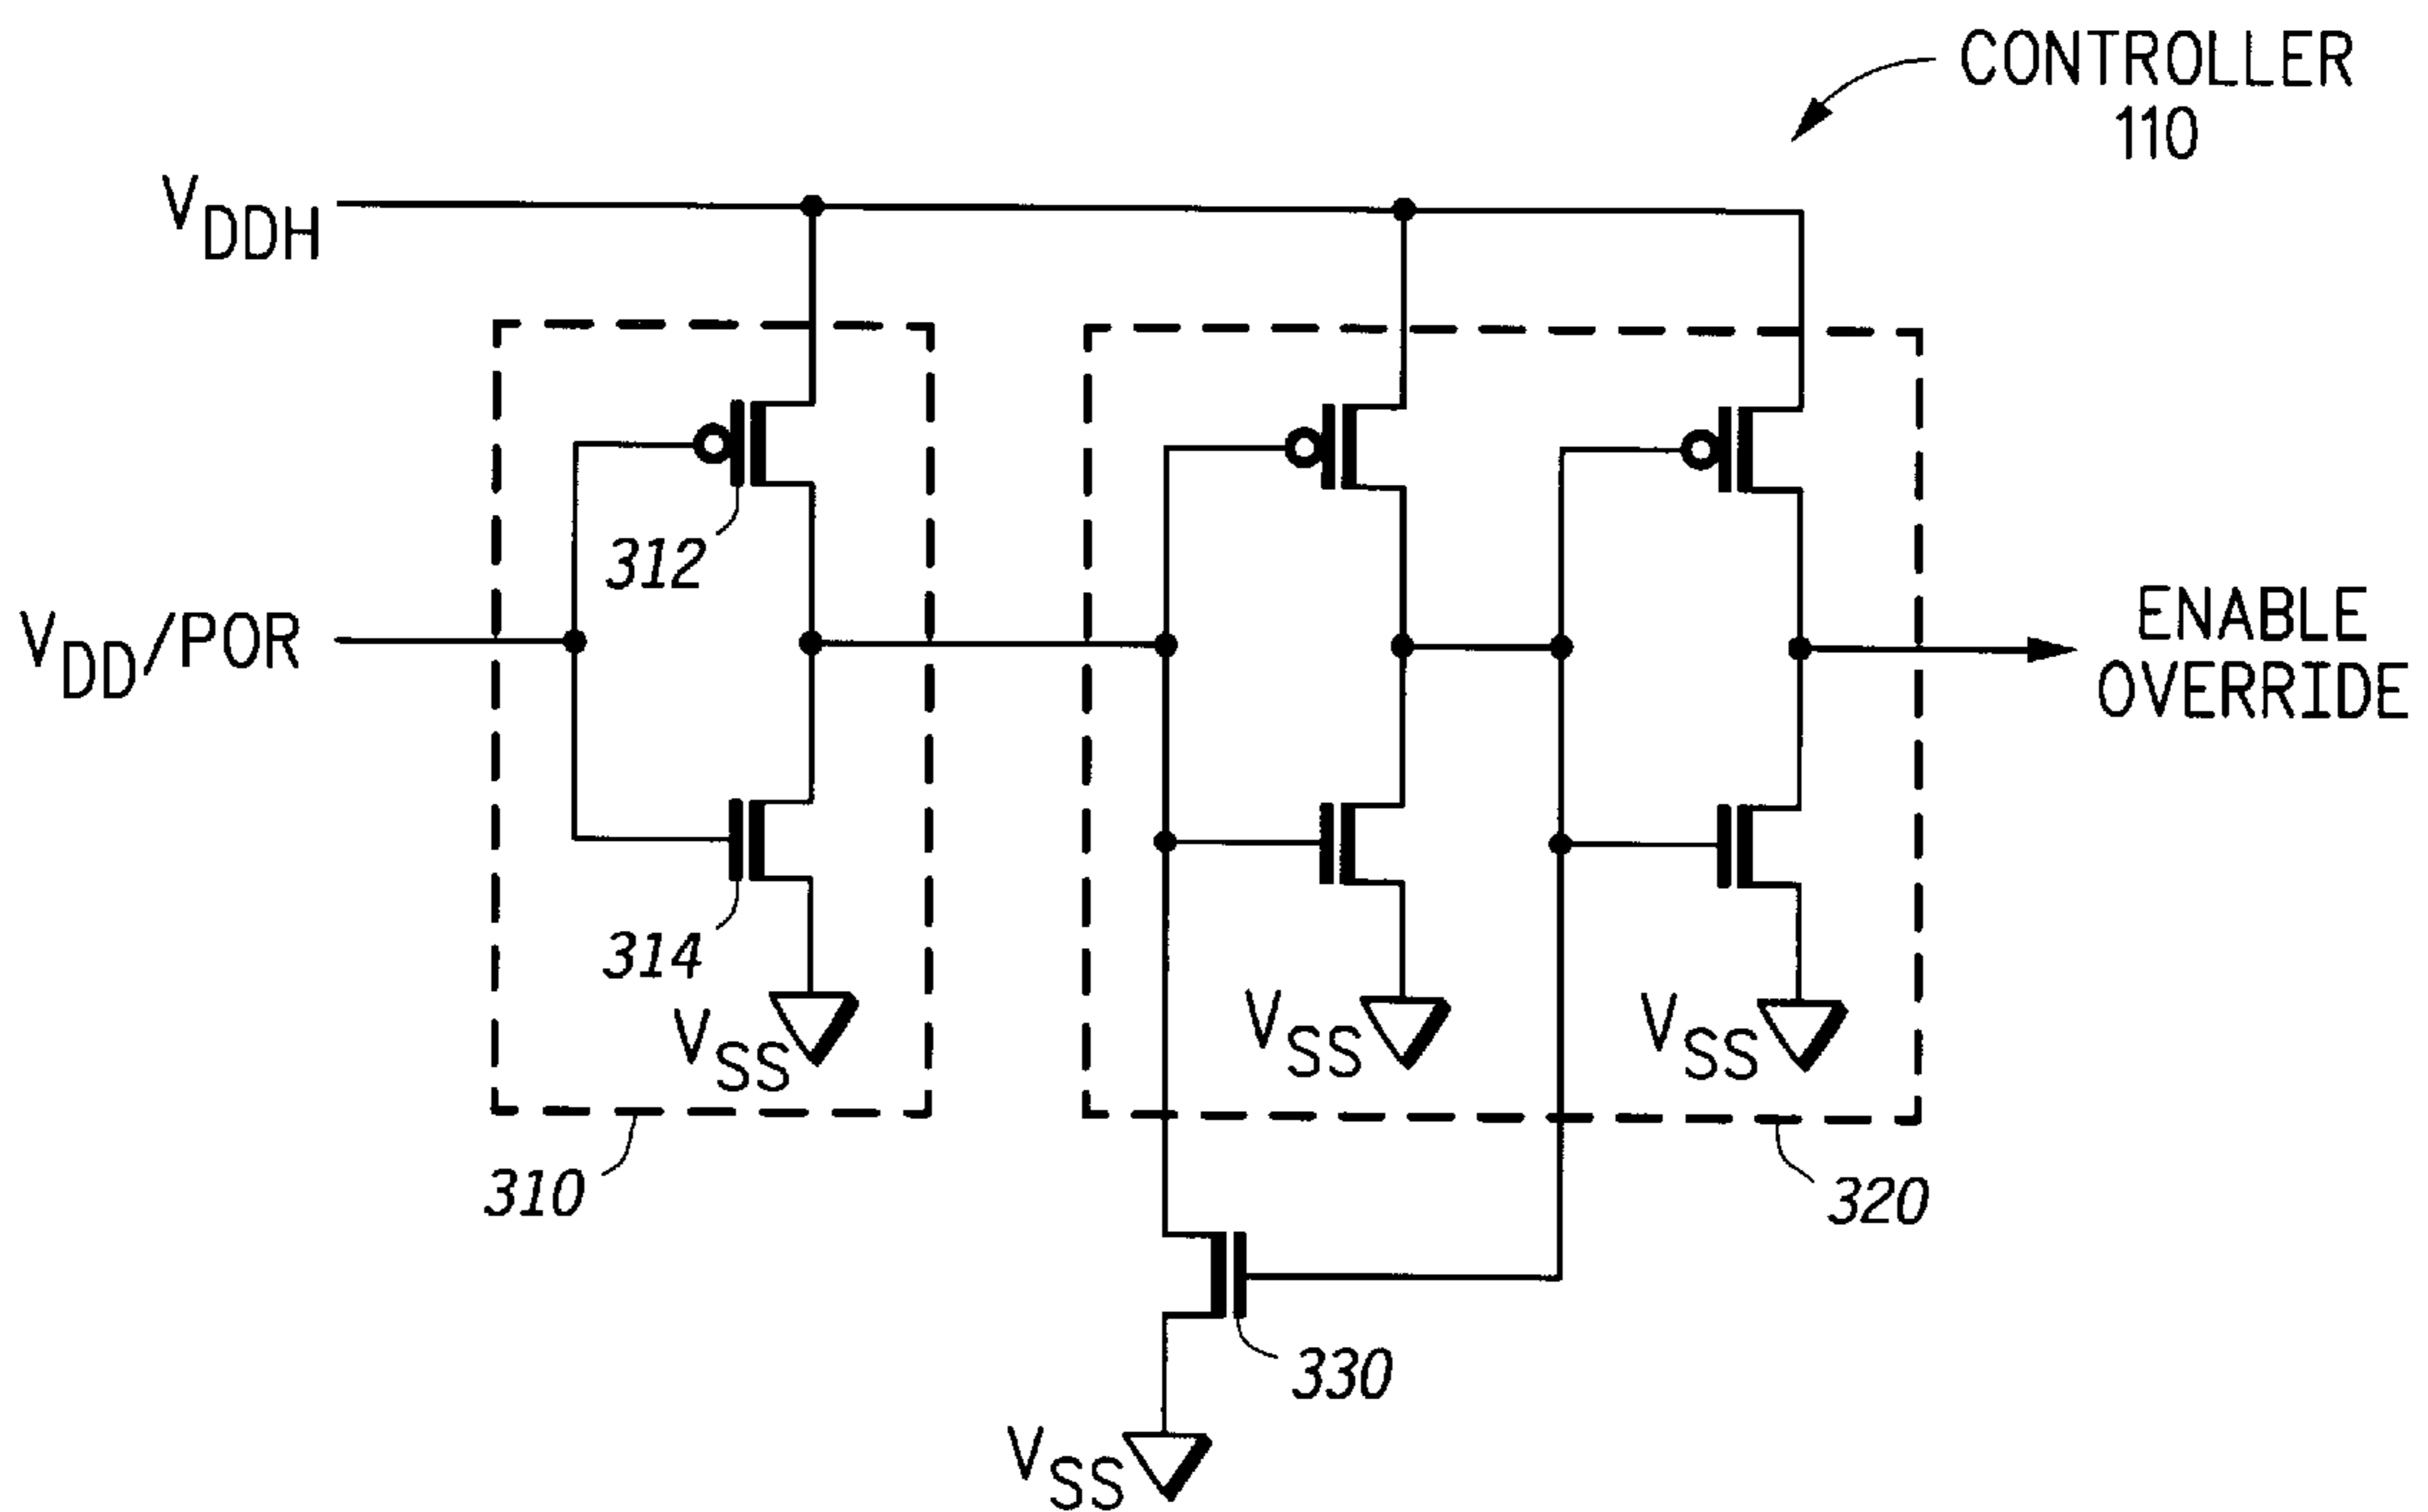 CONTROLLER
110
VDDH
312
VDD/POR
ENABLE
OVERRIDE
314
VSS
VSS
VSS
310
320
330
VSS